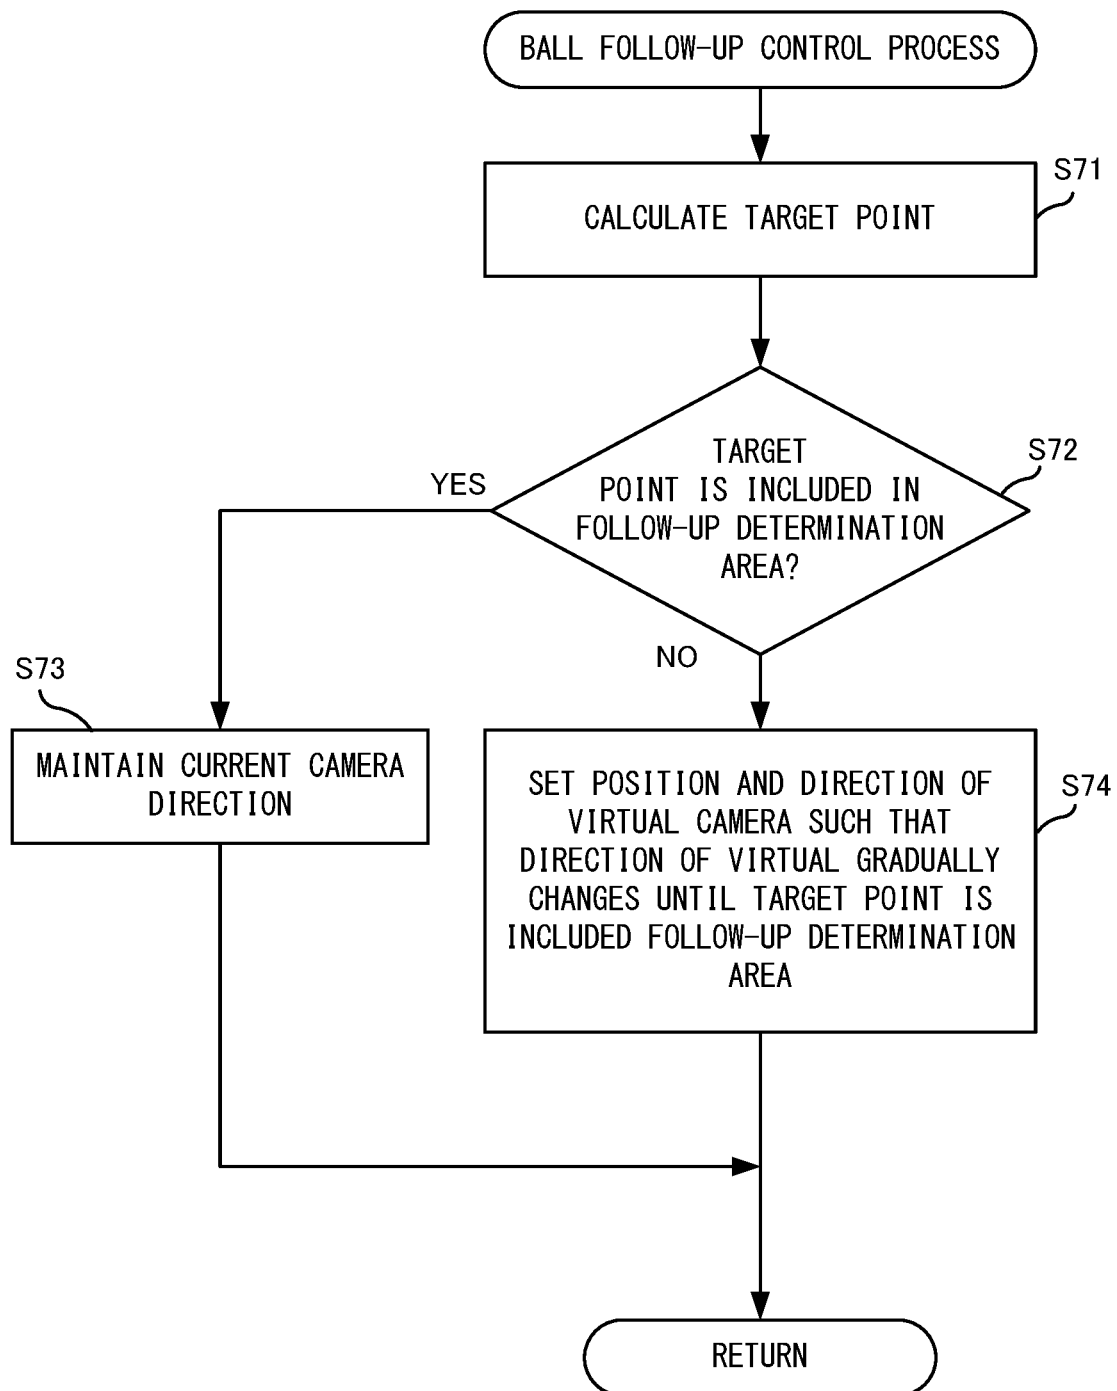 BALL FOLLOW-UP CONTROL PROCESS
S71
CALCULATE TARGET POINT
S72
TARGET
POINT IS INCLUDED IN
FOLLOW-UP DETERMINATION
AREA?
YES
NO
S73
MAINTAIN CURRENT CAMERA
DIRECTION
S74
SET POSITION AND DIRECTION OF
VIRTUAL CAMERA SUCH THAT
DIRECTION OF VIRTUAL GRADUALLY
CHANGES UNTIL TARGET POINT IS
INCLUDED FOLLOW-UP DETERMINATION
AREA
RETURN